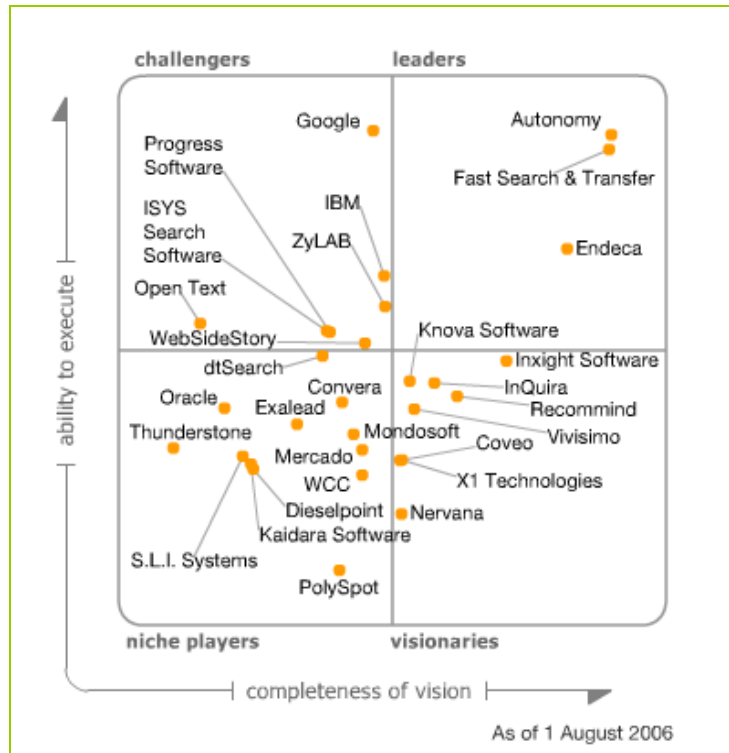 challengers
leaders
Google
Autonomy
Progress
Software
Fast Search & Transfer
ISYS
Search
Software
IBM
ZyLAB
Endeca
Open Text
WebSideStory
Knova Software
dtSearch
Inxight Software
Convera
InQuira
Oracle
Exalead
Recommind
Thunderstone
Mondosoft
Vivisimo
Mercado
Coveo
WCC
X1 Technologies
Dieselpoint
Nervana
Kaidara Software
S.L.I. Systems
PolySpot
niche players
visionaries
ability to execute
completeness of vision
As of 1 August 2006